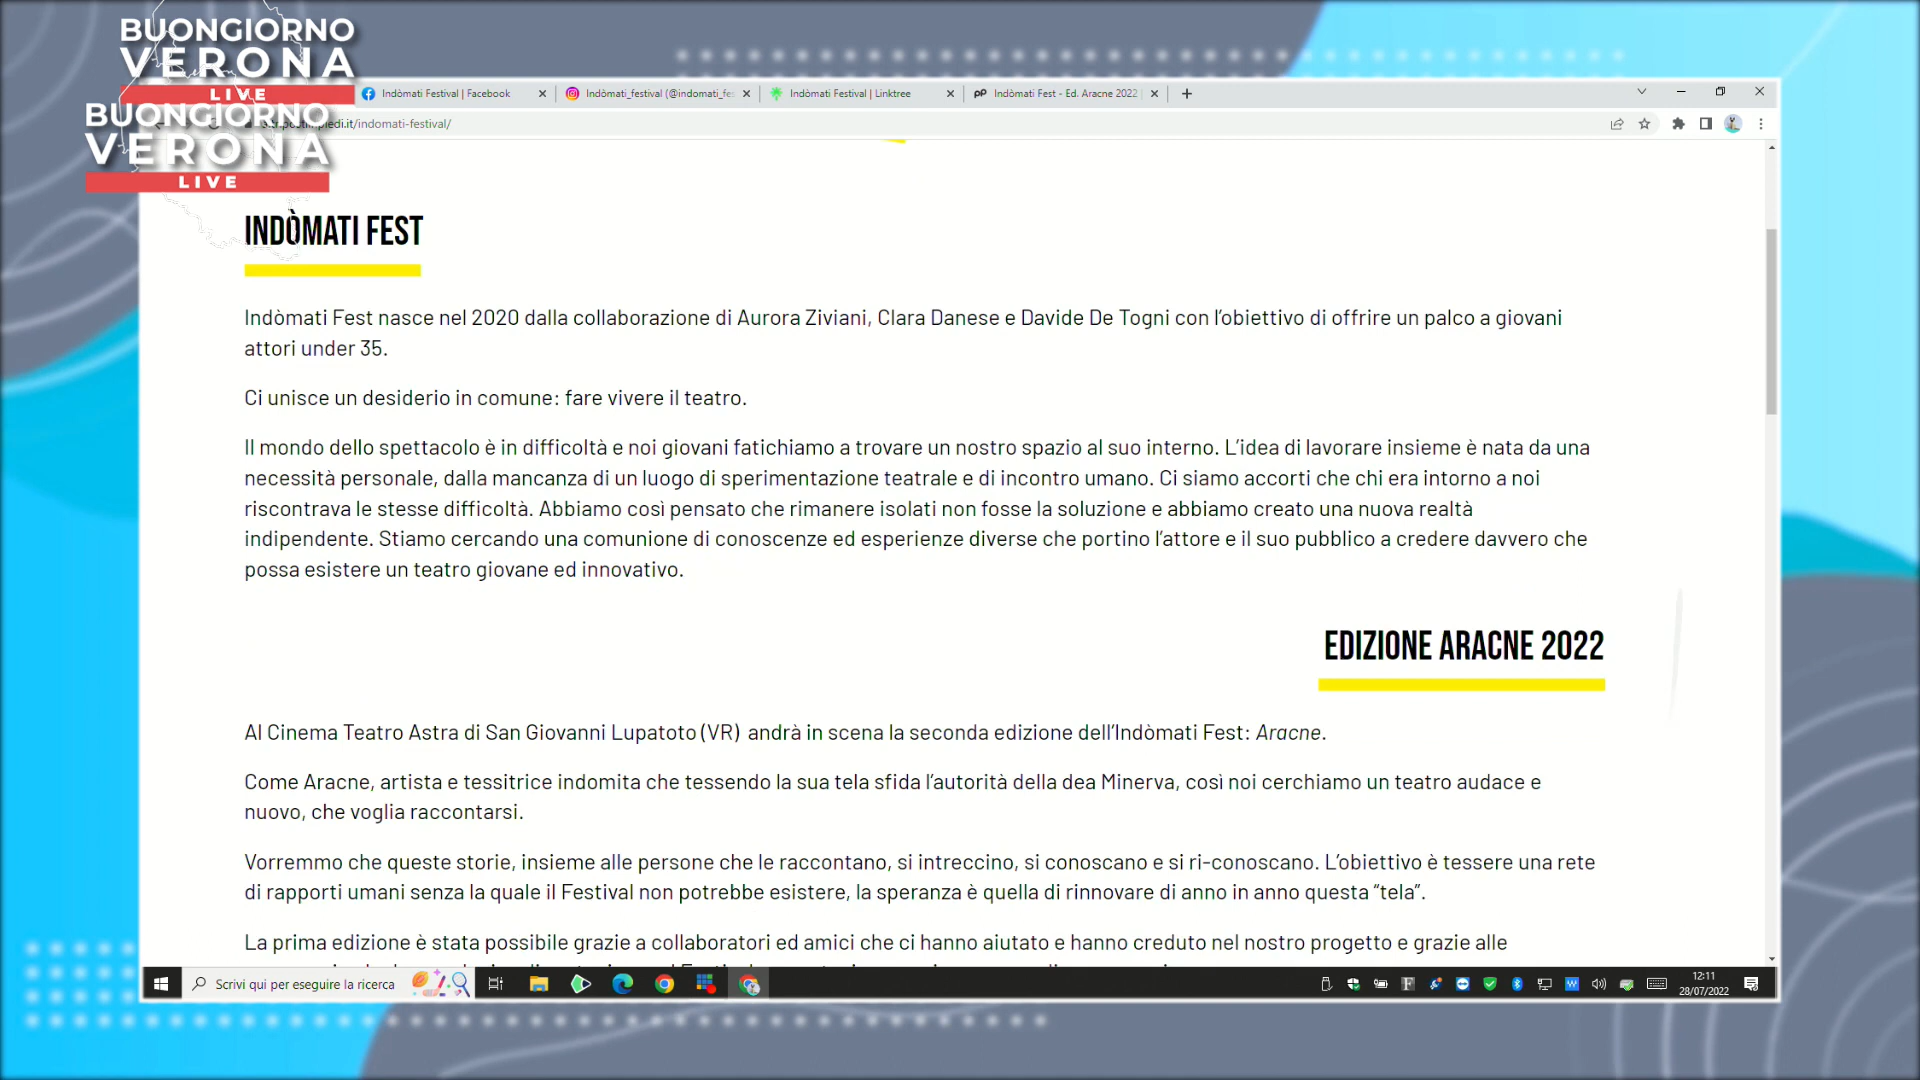 BUONGIORNO
VERONA
LIVE
BUONGIORNO
VERONA
LIVE
Indòmati Festival | Facebook
Indòmati_festival (@indomati_fe
Indòmati Festival | Linktree
Indòmati Fest - Ed. Aracne 2022
piedi.it/indomati-festival/
INDÒMATI FEST
Indòmati Fest nasce nel 2020 dalla collaborazione di Aurora Ziviani, Clara Danese e Davide De Togni con l'obiettivo di offrire un palco a giovani
attori under 35.
Ci unisce un desiderio in comune: fare vivere il teatro.
Il mondo dello spettacolo è in difficoltà e noi giovani fatichiamo a trovare un nostro spazio al suo interno. L'idea di lavorare insieme è nata da una
necessità personale, dalla mancanza di un luogo di sperimentazione teatrale e di incontro umano. Ci siamo accorti che chi era intorno a noi
riscontrava le stesse difficoltà. Abbiamo così pensato che rimanere isolati non fosse la soluzione e abbiamo creato una nuova realtà
indipendente. Stiamo cercando una comunione di conoscenze ed esperienze diverse che portino l'attore e il suo pubblico a credere davvero che
possa esistere un teatro giovane ed innovativo.
EDIZIONE ARACNE 2022
Al Cinema Teatro Astra di San Giovanni Lupatoto (VR) andrà in scena la seconda edizione dell'Indòmati Fest: Aracne.
Come Aracne, artista e tessitrice indomita che tessendo la sua tela sfida l'autorità della dea Minerva, così noi cerchiamo un teatro audace e
nuovo, che voglia raccontarsi.
Vorremmo che queste storie, insieme alle persone che le raccontano, si intreccino, si conoscano e si ri-conoscano. L'obiettivo è tessere una rete
di rapporti umani senza la quale il Festival non potrebbe esistere, la speranza è quella di rinnovare di anno in anno questa “tela”.
La prima edizione è stata possibile grazie a collaboratori ed amici che ci hanno aiutato e hanno creduto nel nostro progetto e grazie alle
Scrivi qui per eseguire la ricerca
12:11
28/07/2022